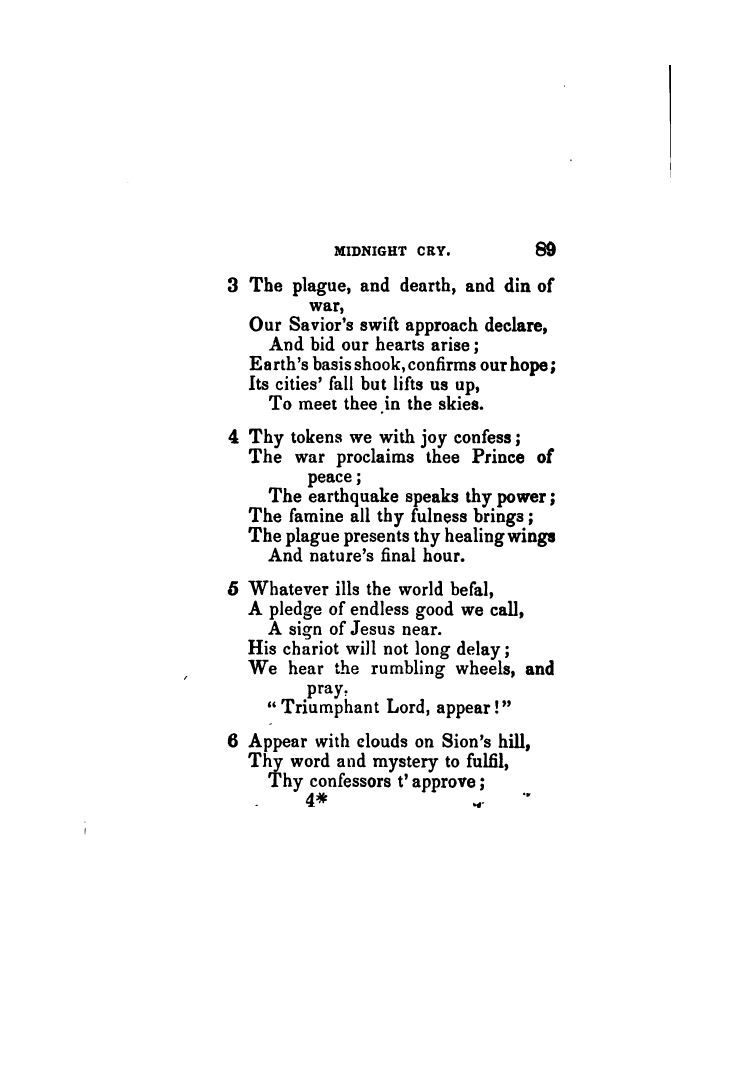 MIDNIGHT CRY. 89
3 The plague, and dearth, and din of
war,
Our Savior's swift approach declare,
And bid our hearts arise;
Earth's basis shook, confirms our hope;
Its cities' fall but lifts us up,
To meet thee in the skies.
4 Thy tokens we with joy confess;
The war proclaims thee Prince of
peace;
The earthquake speaks thy power;
The famine all thy fulness brings;
The plague presents thy healing wings
And nature's final hour.
5 Whatever ills the world befal,
A pledge of endless good we call,
A sign of Jesus near.
His chariot will not long delay;
We hear the rumbling wheels, and
pray.
"Triumphant Lord, appear!"
6 Appear with clouds on Sion's hill,
Thy word and mystery to fulfil,
Thy confessors t' approve;
4*